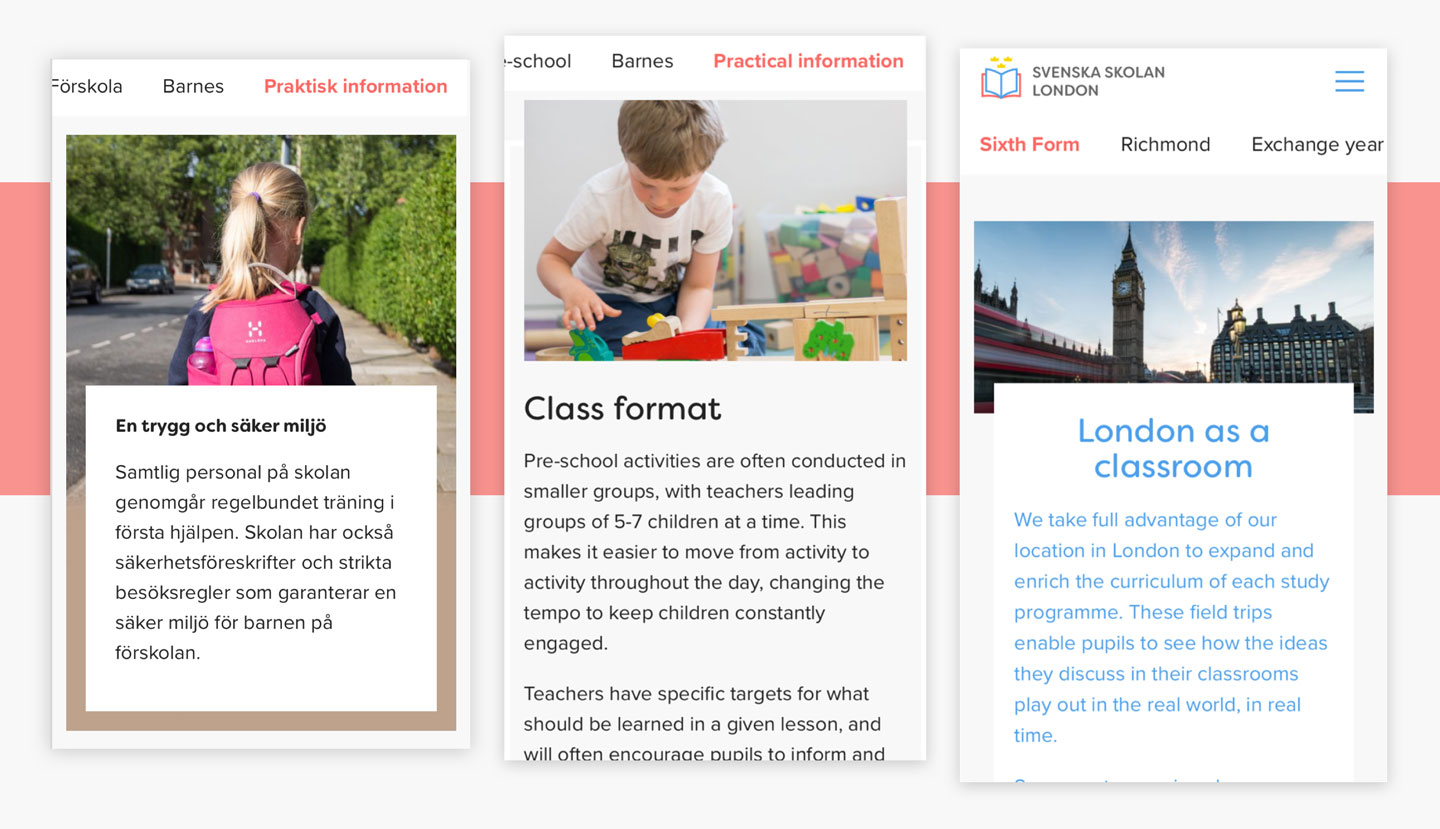 Förskola Barnes Praktisk information
En trygg och säker miljö
Samtlig personal på skolan
genomgår regelbundet träning i
första hjälpen. Skolan har också
säkerhetsföreskrifter och strikta
besöksregler som garanterar en
säker miljö för barnen på
förskolan.
e-school Barnes Practical information
Class format
Pre-school activities are often conducted in
smaller groups, with teachers leading
groups of 5-7 children at a time. This
makes it easier to move from activity to
activity throughout the day, changing the
tempo to keep children constantly
engaged.
Teachers have specific targets for what
should be learned in a given lesson, and
will often encourage pupils to inform and
SVENSKA SKOLAN
LONDON
Sixth Form Richmond Exchange year
London as a
classroom
We take full advantage of our
location in London to expand and
enrich the curriculum of each study
programme. These field trips
enable pupils to see how the ideas
they discuss in their classrooms
play out in the real world, in real
time.